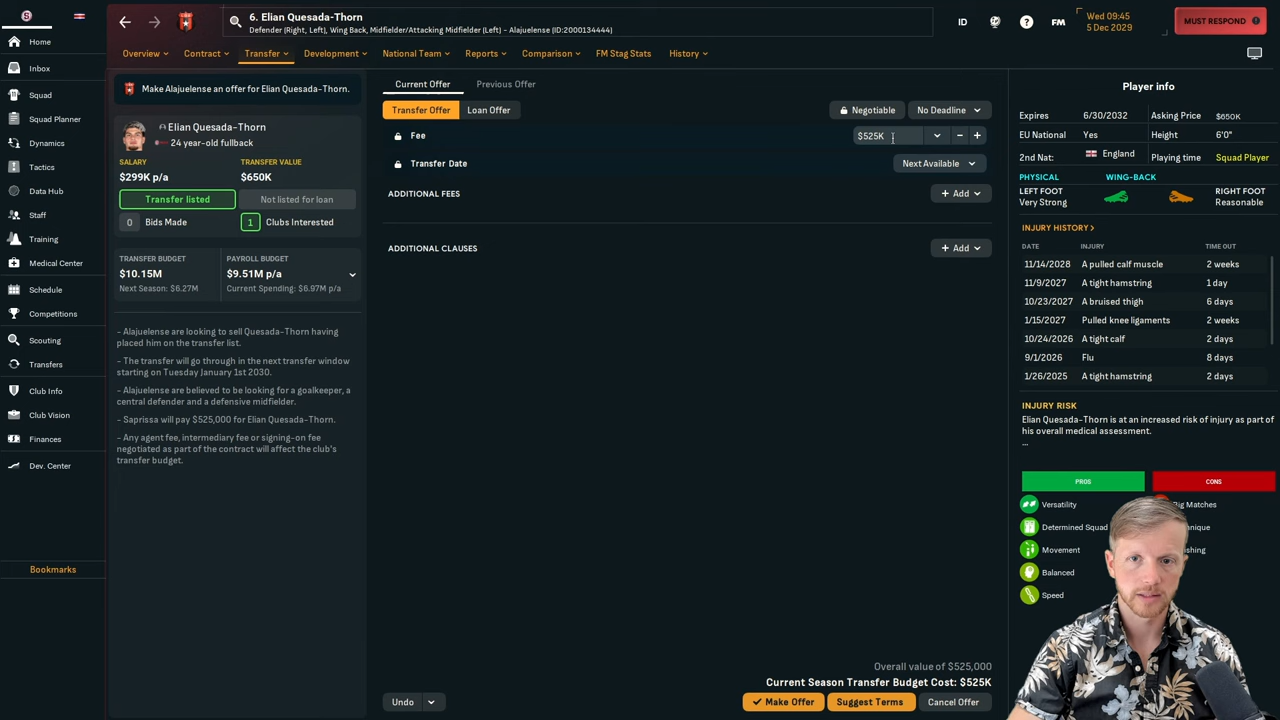 6. Elian Quesada-Thorn
Defender (Right, Left), Wing Back, Midfielder/Attacking Midfielder (Left) - Alajuelense (ID:2000134444)
ID
FM
Wed 09:45
5 Dec 2029
MUST RESPOND
Home
Inbox
Squad
Squad Planner
Dynamics
Tactics
Data Hub
Staff
Training
Medical Center
Schedule
Competitions
Scouting
Transfers
Club Info
Club Vision
Finances
Dev. Center
Bookmarks
Overview
Contract
Transfer
Development
National Team
Reports
Comparison
FM Stag Stats
History
Make Alajuelense an offer for Elian Quesada-Thorn.
Elian Quesada-Thorn
24 year-old fullback
SALARY
TRANSFER VALUE
$299K p/a
$650K
Transfer listed
Not listed for loan
0 Bids Made
1 Clubs Interested
TRANSFER BUDGET
PAYROLL BUDGET
$10.15M
$9.51M p/a
Next Season: $6.27M
Current Spending: $6.97M p/a
- Alajuelense are looking to sell Quesada-Thorn having
placed him on the transfer list.
- The transfer will go through in the next transfer window
starting on Tuesday January 1st 2030.
- Alajuelense are believed to be looking for a goalkeeper, a
central defender and a defensive midfielder.
- Saprissa will pay $525,000 for Elian Quesada-Thorn.
- Any agent fee, intermediary fee or signing-on fee
negotiated as part of the contract will affect the club's
transfer budget.
Current Offer
Previous Offer
Transfer Offer
Loan Offer
Negotiable
No Deadline
Fee
$525K
Transfer Date
Next Available
ADDITIONAL FEES
+ Add
ADDITIONAL CLAUSES
+ Add
Overall value of $525,000
Current Season Transfer Budget Cost: $525K
Undo
Make Offer
Suggest Terms
Cancel Offer
Player info
Expires 6/30/2032 Asking Price $650K
EU National Yes Height 6'0"
2nd Nat: England Playing time Squad Player
PHYSICAL WING-BACK
LEFT FOOT
Very Strong
RIGHT FOOT
Reasonable
INJURY HISTORY >
DATE INJURY TIME OUT
11/14/2028 A pulled calf muscle 2 weeks
11/9/2027 A tight hamstring 1 day
10/23/2027 A bruised thigh 6 days
1/15/2027 Pulled knee ligaments 2 weeks
10/24/2026 A tight calf 2 days
9/1/2026 Flu 8 days
1/26/2025 A tight hamstring 2 days
INJURY RISK
Elian Quesada-Thorn is at an increased risk of injury as part of
his overall medical assessment.
...
PROS
CONS
Versatility
Big Matches
Determined Squad
Movement
Balanced
Speed